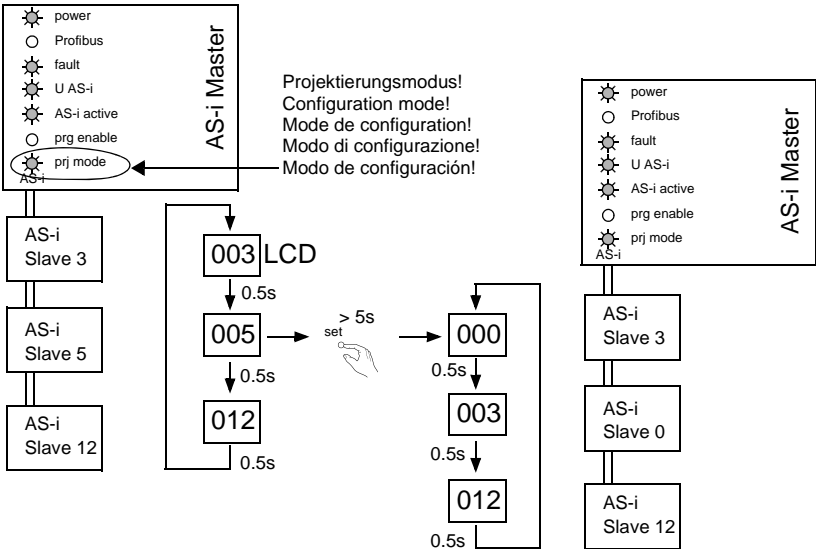 power
Profibus
fault
U AS-i
AS-i active
prg enable
prj mode
AS-i
AS-i Master
Projektierungsmodus!
Configuration mode!
Mode de configuration!
Modo di configurazione!
Modo de configuración!
AS-i
Slave 3
AS-i
Slave 5
AS-i
Slave 12
003 LCD
0.5s
005
0.5s
012
0.5s
> 5s
set
000
0.5s
003
0.5s
012
0.5s
power
Profibus
fault
U AS-i
AS-i active
prg enable
prj mode
AS-i
AS-i Master
AS-i
Slave 3
AS-i
Slave 0
AS-i
Slave 12